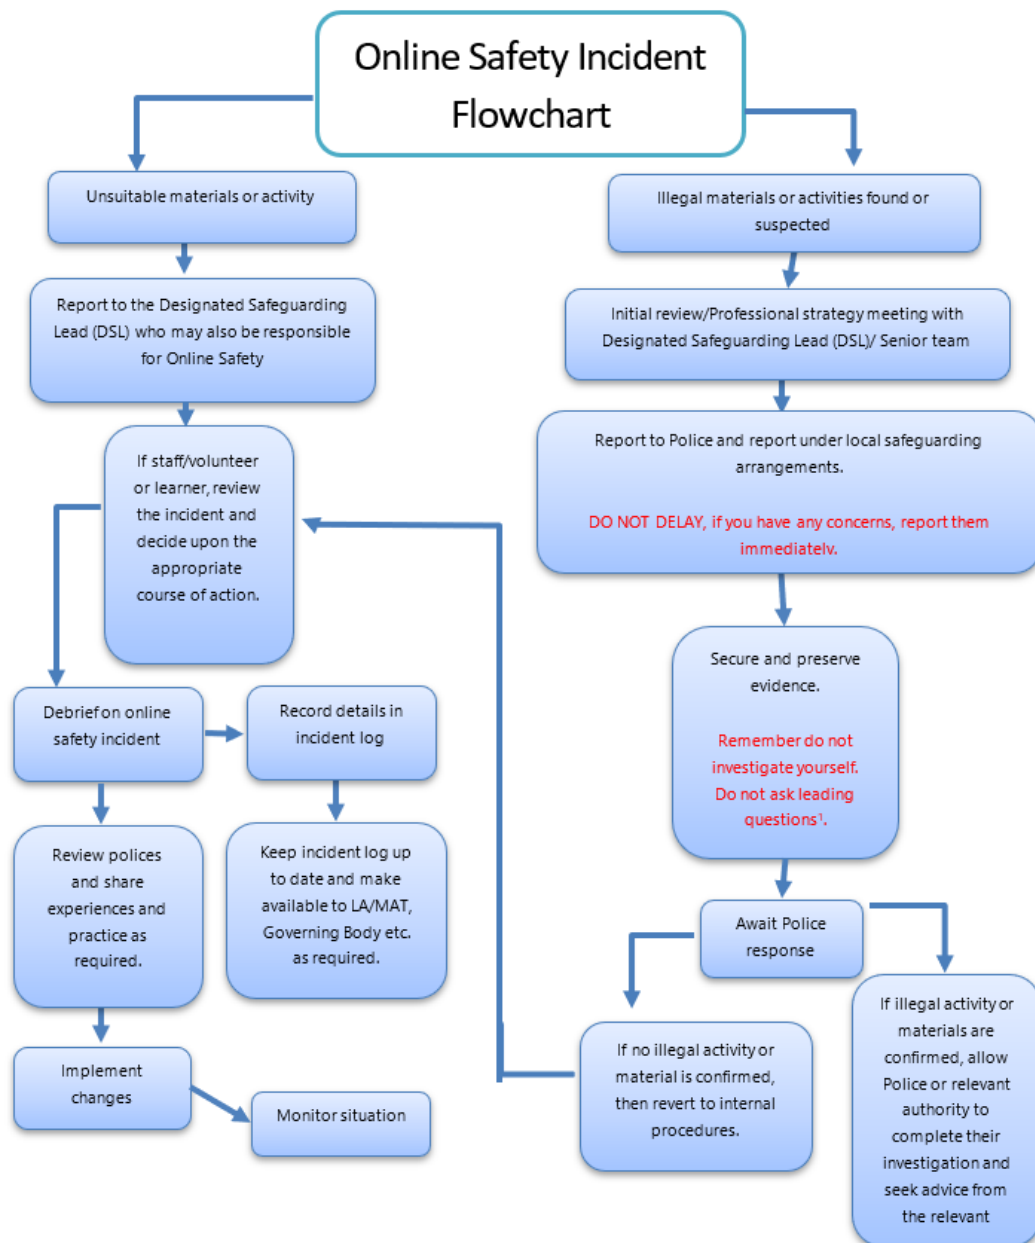 Online Safety Incident
Flowchart
Unsuitable materials or activity
Report to the Designated Safeguarding
Lead (DSL) who may also be responsible
for Online Safety
If staff/volunteer
or learner, review
the incident and
decide upon the
appropriate
course of action.
Debrief on online
safety incident
Record details in
incident log
Review polices
and share
experiences and
practice as
required.
Keep incident log up
to date and make
available to LA/MAT,
Governing Body etc.
as required.
Implement
changes
Monitor situation
Illegal materials or activities found or
suspected
Initial review/Professional strategy meeting with
Designated Safeguarding Lead (DSL)/ Senior team
Report to Police and report under local safeguarding
arrangements.
DO NOT DELAY, if you have any concerns, report them
immediately.
Secure and preserve
evidence.
Remember do not
investigate yourself.
Do not ask leading
questions¹.
Await Police
response
If no illegal activity or
material is confirmed,
then revert to internal
procedures.
If illegal activity or
materials are
confirmed, allow
Police or relevant
authority to
complete their
investigation and
seek advice from
the relevant